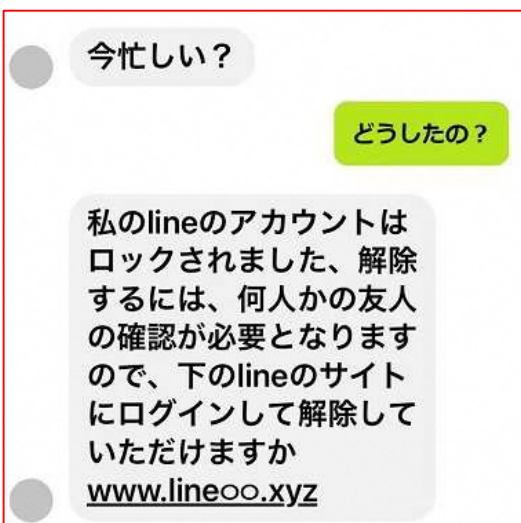 今忙しい？
どうしたの？
私のlineのアカウントは
ロックされました、解除
するには、何人かの友人
の確認が必要となります
ので、下のlineのサイト
にログインして解除して
いただけますか
www.line○○.xyz